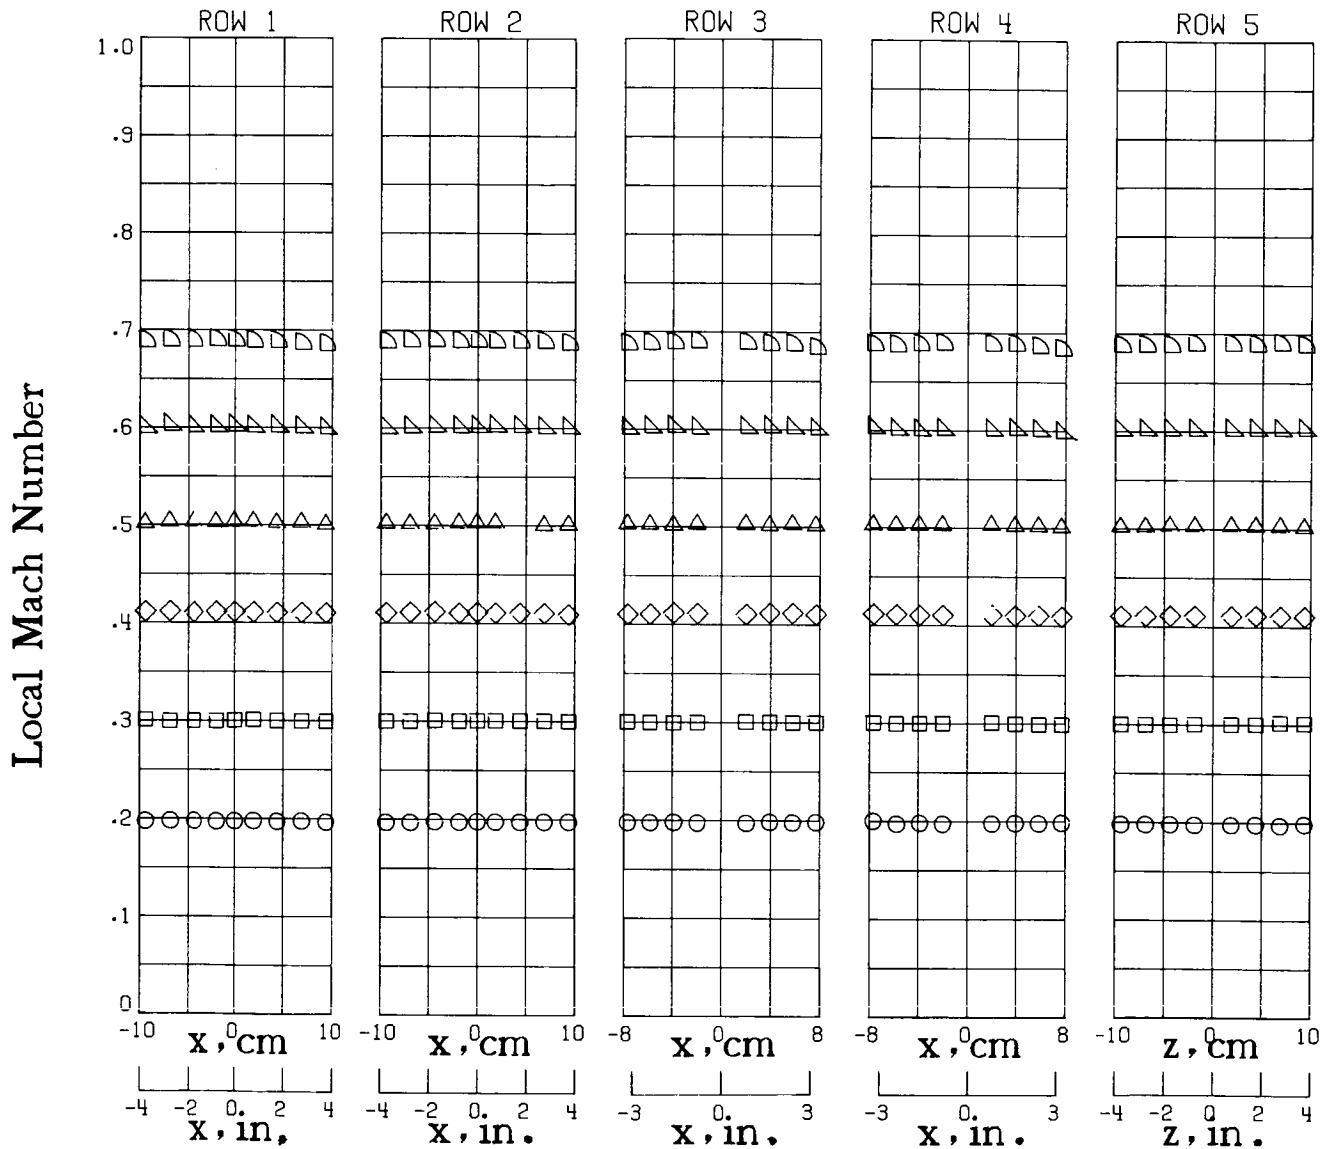 ROW 1 ROW 2 ROW 3 ROW 4 ROW 5
1.0
.9
.8
.7
.6
.5
.4
.3
.2
.1
0
Local Mach Number
-10 0 10 -10 0 10 -8 0 8 -8 0 8 -10 0 10
x, cm x, cm x, cm x, cm z, cm
-4 -2 0. 2 4 -4 -2 0. 2 4 -3 0. 3 -3 0. 3 -4 -2 0 2 4
x, in. x, in. x, in. x, in. z, in.